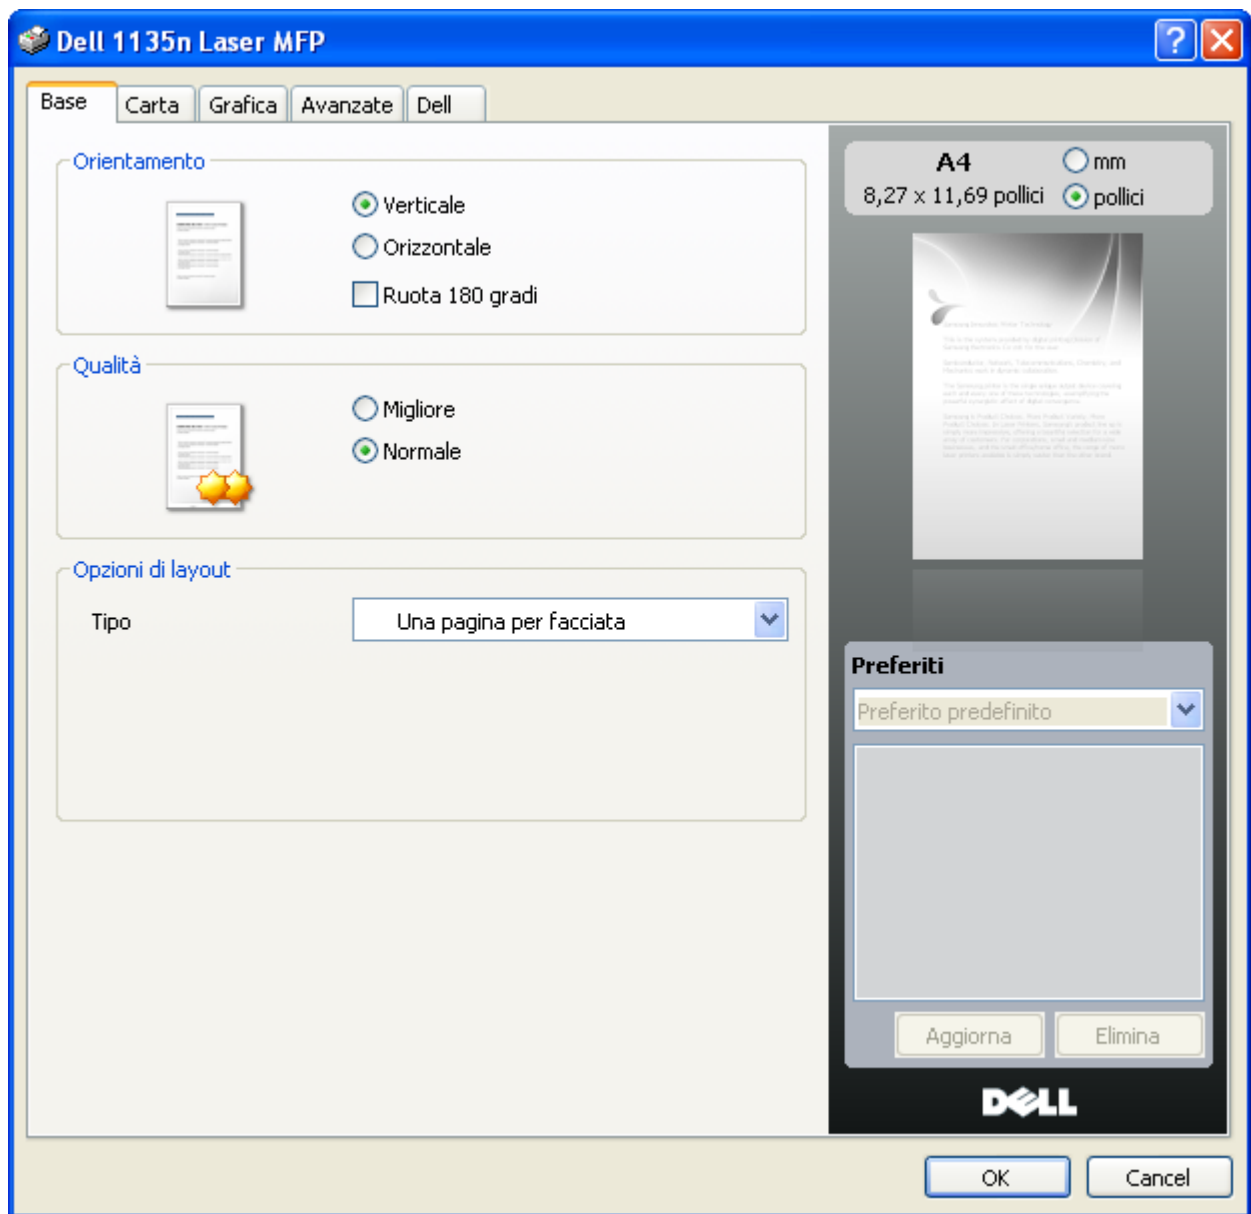 Dell 1135n Laser MFP
Base Carta Grafica Avanzate Dell
Orientamento
Verticale
Orizzontale
Ruota 180 gradi
Qualità
Migliore
Normale
Opzioni di layout
Tipo Una pagina per facciata
A4 mm
8,27 x 11,69 pollici pollici
Preferiti
Preferito predefinito
Aggiorna Elimina
DELL
OK Cancel